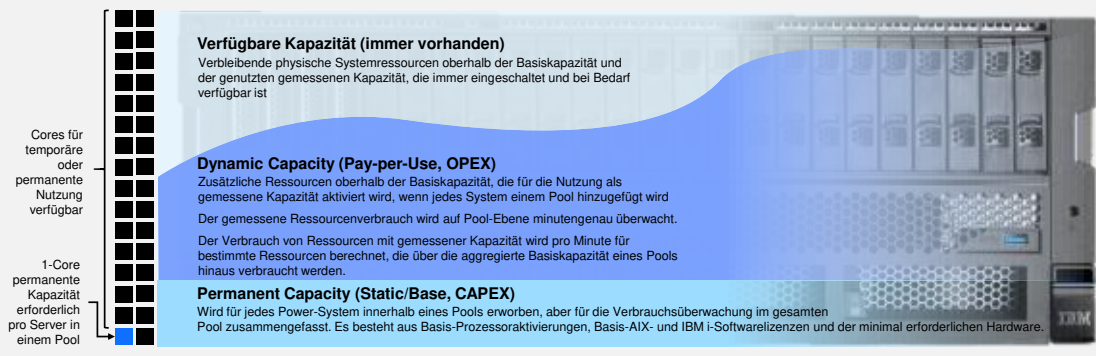 Verfügbare Kapazität (immer vorhanden)
Verbleibende physische Systemressourcen oberhalb der Basiskapazität und
der genutzten gemessenen Kapazität, die immer eingeschaltet und bei Bedarf
verfügbar ist
Cores für
temporäre
oder
permanente
Nutzung
verfügbar
Dynamic Capacity (Pay-per-Use, OPEX)
Zusätzliche Ressourcen oberhalb der Basiskapazität, die für die Nutzung als
gemessene Kapazität aktiviert wird, wenn jedes System einem Pool hinzugefügt wird
Der gemessene Ressourcenverbrauch wird auf Pool-Ebene minutengenau überwacht.
Der Verbrauch von Ressourcen mit gemessener Kapazität wird pro Minute für
bestimmte Ressourcen berechnet, die über die aggregierte Basiskapazität eines Pools
hinaus verbraucht werden.
1-Core
permanente
Kapazität
erforderlich
pro Server in
einem Pool
Permanent Capacity (Static/Base, CAPEX)
Wird für jedes Power-System innerhalb eines Pools erworben, aber für die Verbrauchsüberwachung im gesamten
Pool zusammengefasst. Es besteht aus Basis-Prozessoraktivierungen, Basis-AIX- und IBM i-Softwarelizenzen und der minimal erforderlichen Hardware.
IBM